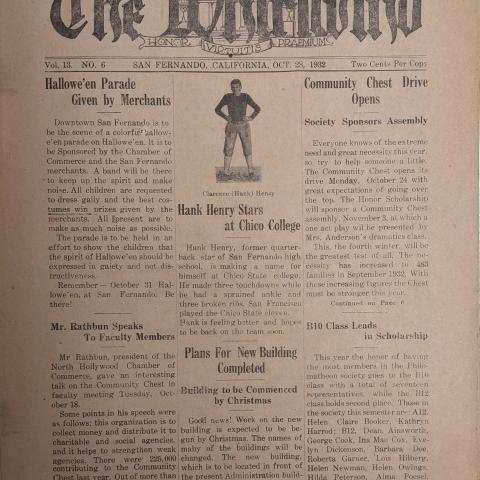 The
HONOR VIRTUTIS PRAEMIUM
Vol. 13. NO. 6 SAN FERNANDO, CALIFORNIA, OCT. 28, 1932 Two Cents Per Copy
Hallowe'en Parade
Given by Merchants
Downtown San Fernando is to
be the scene of a colorful hallow-
e'en parade on Hallowe'en. It is to
be Sponsored by the Chamber of
Commerce and the San Fernando
merchants. A band will be there
to keep up the spirit and make
noise. All children are requested
to dress gaily and the best cos-
tumes win prizes given by the
merchants. All present are to
make as much noise as possible.
The parade is to be held in an
effort to show the children that
the spirit of Hallowe'en should be
expressed in gaiety and not dis-
tructiveness.
Remember—October 31 Hal-
lowe'en, at San Fernando. Be
there!
Mr. Rathbun Speaks
To Faculty Members
Mr Rathbun, president of the
North Hollywood Chamber of
Commerce, gave an interesting
talk on the Community Chest in
faculty meeting Tuesday, Oct-
ober 18.
Some points in his speech were
as follows: this organization is to
collect money and distribute it to
charitable and social agencies,
and it helps to strengthen weak
agencies. There were 225,000
contributing to the Community
Chest last year. Out of more than
Clarence (Hank) Henry
Hank Henry Stars
at Chico College
Hank Henry, former quarter-
back star of San Fernando high
school, is making a name for
himself at Chico State college.
He made three touchdowns while
he had a sprained ankle and
three broken ribs. San Francisco
played the Chico State eleven.
Hank is feeling better and hopes
to be back on the team soon.
Plans For New Building
Completed
Building to be Commenced
by Christmas
Good news! Work on the new
building is expected to be be-
gun by Christmas. The names of
many of the buildings will be
changed. The new building,
which is to be located in front of
the present Administration build-
Community Chest Drive
Opens
Society Sponsors Assembly
Everyone knows of the extreme
need and great necessity this year,
so try to help someone a little.
The Community Chest opens its
drive Monday, October 24 with
great expectations of going over
the top. The Honor Scholarship
will sponsor a Community Chest
assembly, November 3, at which a
one act play will be presented by
Mrs. Anderson's dramatics class.
This, the fourth winter, will be
the greatest test of all. The ne-
cessity has increased to 483
families in September 1932. With
these increasing figures the Chest
must be stronger this year.
Continued on Page 6
B10 Class Leads
in Scholarship
This year the honor of having
the most members in the Philo-
mathean society goes to the B10
class with a total of seventeen
representatives, while the B12
class holds second place. Those in
the society this semester are: A12,
Helen Claire Booker, Kathryn
Harrod; B12, Dean, Ainsworth,
George Cook, Ina Mae Cox, Eve-
lyn Dickenson, Barbara Doe,
Roberta Garner, Lois Hilberg,
Helen Newman, Helen Owings,
Hilda Peterson, Alma Poesel,